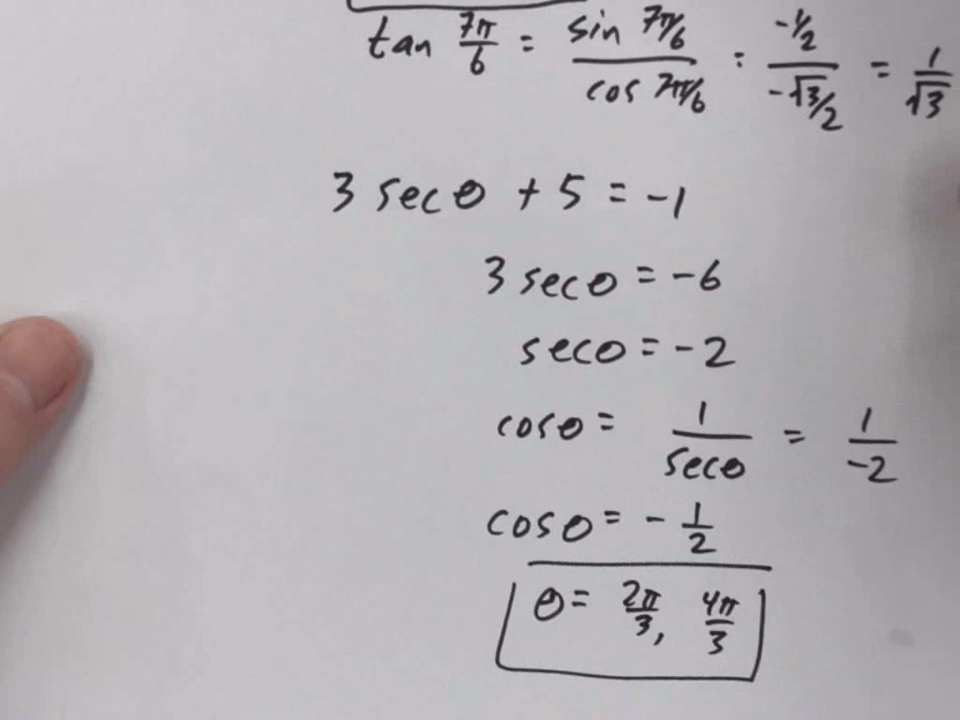 tan 7π/6 = sin 7π/6 / cos 7π/6 = -1/2 / -√3/2 = 1/√3
3 secθ + 5 = -1
3 secθ = -6
secθ = -2
cosθ = 1/secθ = 1/-2
cosθ = - 1/2
θ = 2π/3, 4π/3